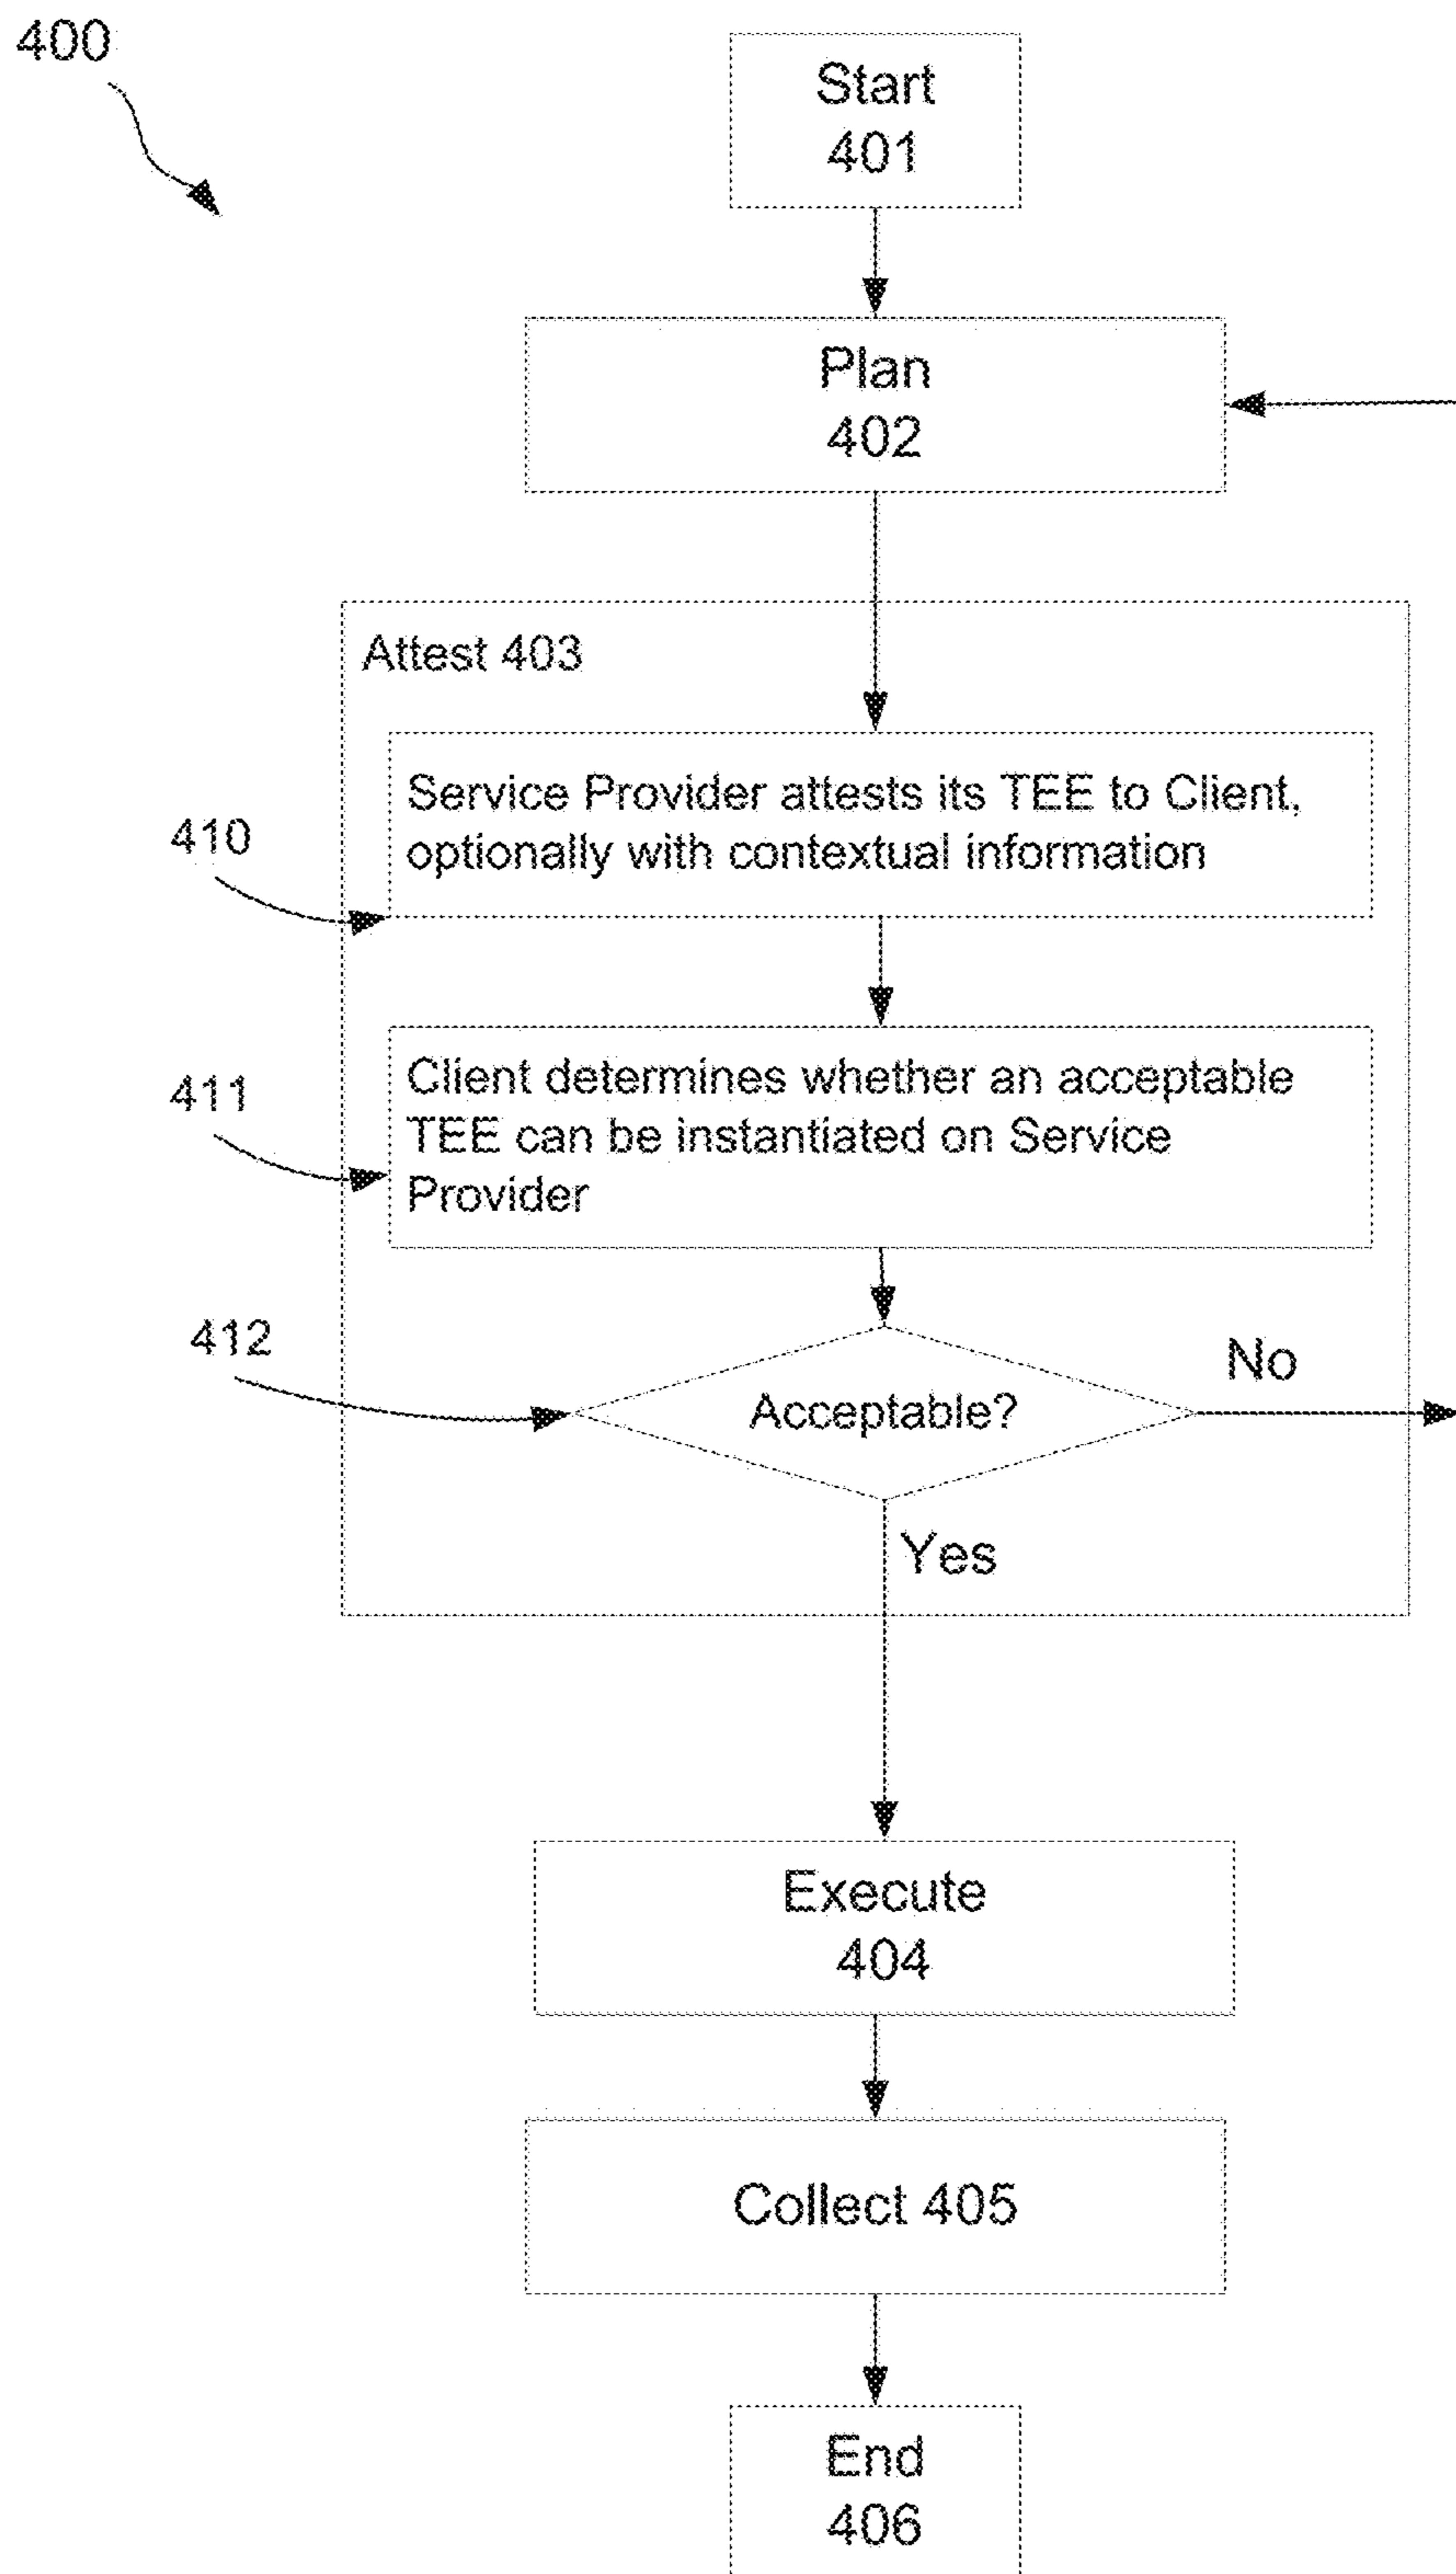 400
Start
401
Plan
402
Attest 403
Service Provider attests its TEE to Client,
optionally with contextual information
410
Client determines whether an acceptable
TEE can be instantiated on Service
Provider
411
412
Acceptable?
No
Yes
Execute
404
Collect 405
End
406